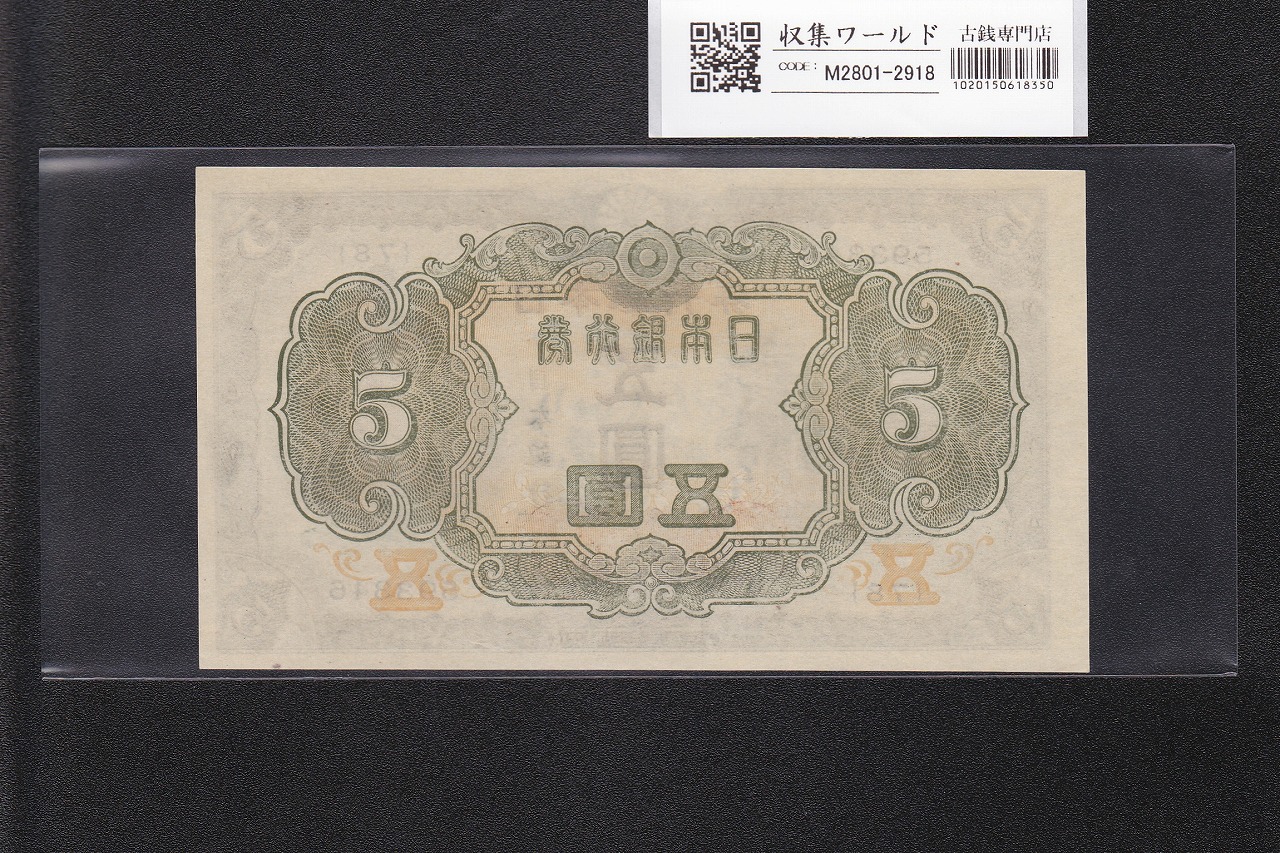 収集ワールド 古銭専門店
CODE: M2801-2918
1020150618350
日本銀行券
5 5
五圓
五 五